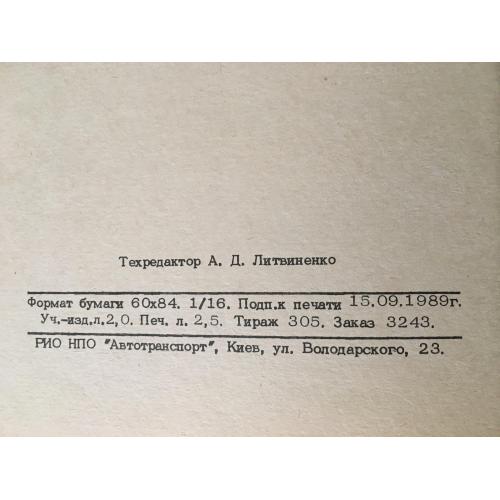 Техредактор А. Д. Литвиненко
Формат бумаги 60х84. 1/16. Подп.к печати 15.09.1989г.
Уч.-изд.л.2,0. Печ. л. 2,5. Тираж 305. Заказ 3243.
РИО НПО "Автотранспорт", Киев, ул. Володарского, 23.